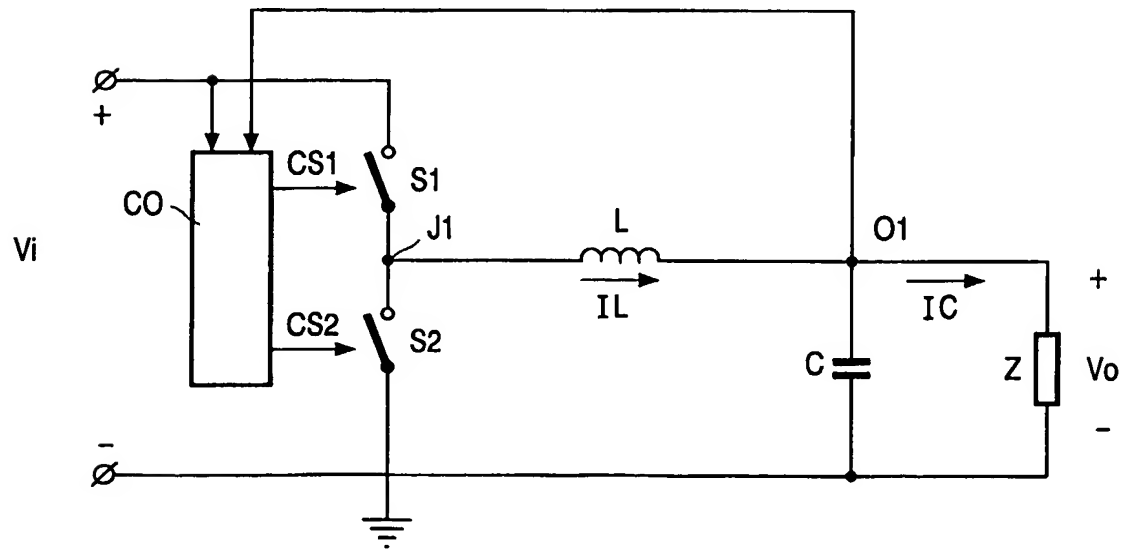 +
CS1
S1
CO
J1
L
O1
Vi
IL
IC
+
CS2
S2
C
Z
Vo
-
-